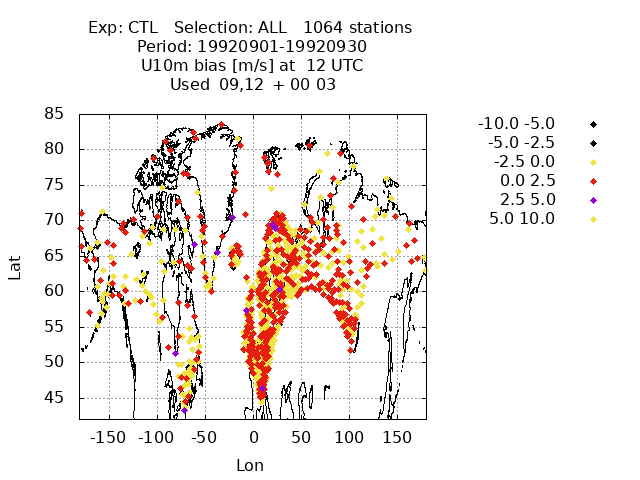 Exp: CTL Selection: ALL 1064 stations
Period: 19920901-19920930
U10m bias [m/s] at 12 UTC
Used 09,12 + 00 03
85
80
75
70
65
60
55
50
45
Lat
-150 -100 -50 0 50 100 150
Lon
-10.0 -5.0
-5.0 -2.5
-2.5 0.0
0.0 2.5
2.5 5.0
5.0 10.0